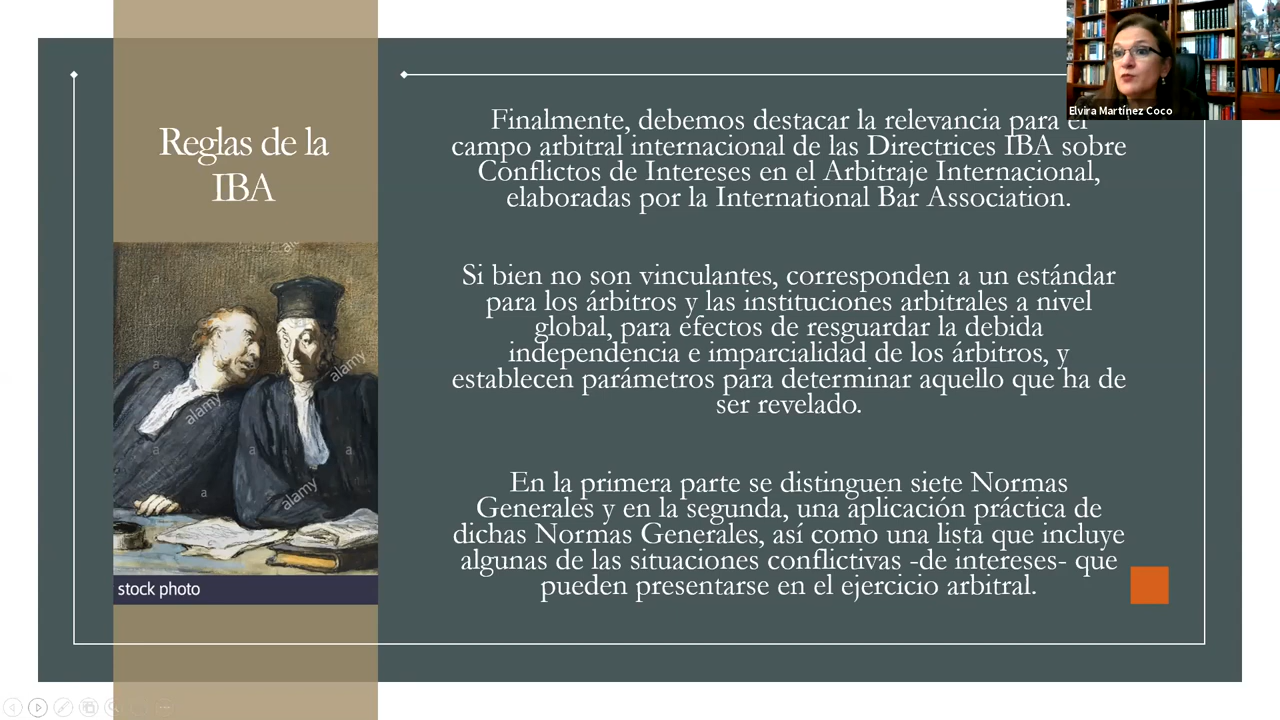 Elvira Martínez Coco
Reglas de la
IBA
Finalmente, debemos destacar la relevancia para el
campo arbitral internacional de las Directrices IBA sobre
Conflictos de Intereses en el Arbitraje Internacional,
elaboradas por la International Bar Association.
Si bien no son vinculantes, corresponden a un estándar
para los árbitros y las instituciones arbitrales a nivel
global, para efectos de resguardar la debida
independencia e imparcialidad de los árbitros, y
establecen parámetros para determinar aquello que ha de
ser revelado.
En la primera parte se distinguen siete Normas
Generales y en la segunda, una aplicación práctica de
dichas Normas Generales, así como una lista que incluye
algunas de las situaciones conflictivas -de intereses- que
pueden presentarse en el ejercicio arbitral.
alamy
alamy
alamy
a
a
a
a
a
stock photo